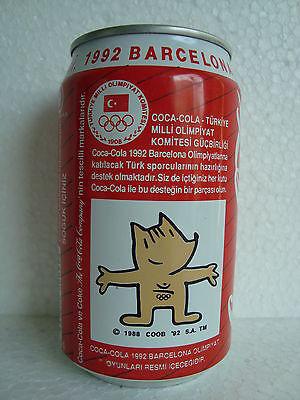 1992 BARCELON
TÜRKİYE MİLLİ OLİMPİYAT KOMİTESİ
1908
COCA-COLA - TÜRKİYE
MİLLİ OLİMPİYAT
KOMİTESİ GÜCBİRLİĞİ
Coca-Cola 1992 Barcelona Olimpiyatlarına
katılacak Türk sporcularının hazırlığına
destek olmaktadır. Siz de içtiğiniz her kutu
Coca-Cola ile bu desteğin bir parçası olun.
© 1988 COOB '92 S.A. TM
COCA-COLA 1992 BARCELONA OLİMPİYAT
OYUNLARI RESMİ İÇECEĞİDİR.
Coca-Cola ve Coke The Coca-Cola Company'nin tescilli markalarıdır.
SOĞUK İÇİNİZ